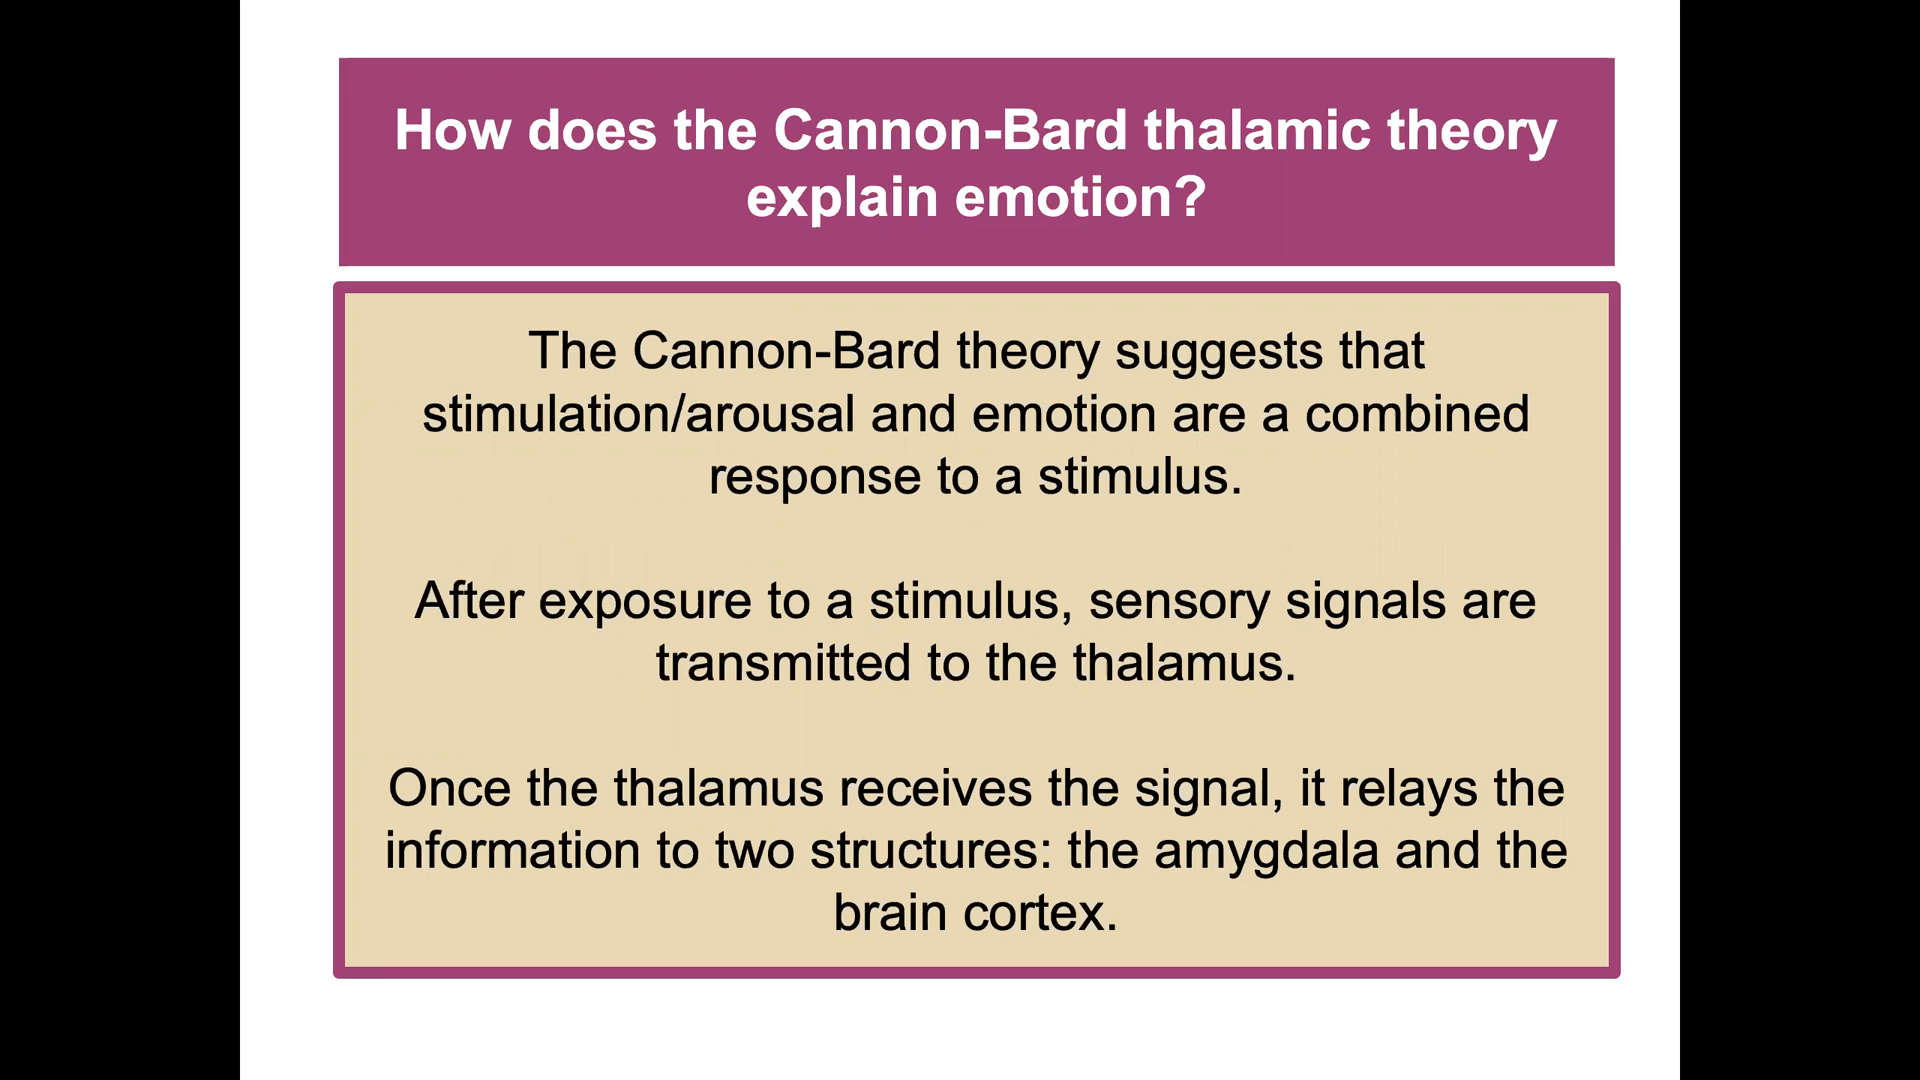 How does the Cannon-Bard thalamic theory
explain emotion?
The Cannon-Bard theory suggests that
stimulation/arousal and emotion are a combined
response to a stimulus.
After exposure to a stimulus, sensory signals are
transmitted to the thalamus.
Once the thalamus receives the signal, it relays the
information to two structures: the amygdala and the
brain cortex.